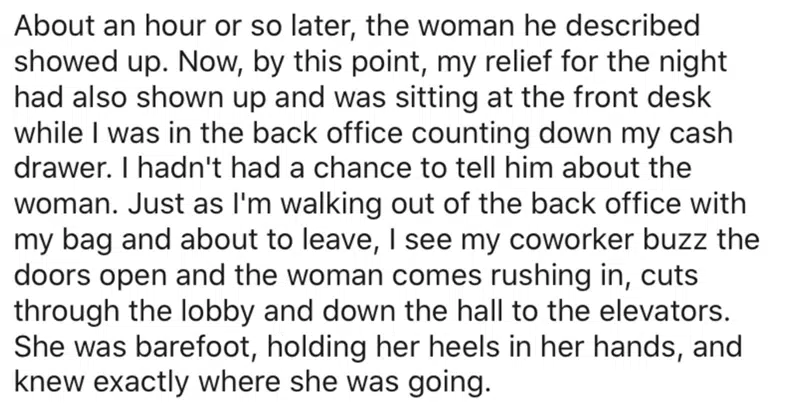 About an hour or so later, the woman he described
showed up. Now, by this point, my relief for the night
had also shown up and was sitting at the front desk
while I was in the back office counting down my cash
drawer. I hadn't had a chance to tell him about the
woman. Just as I'm walking out of the back office with
my bag and about to leave, I see my coworker buzz the
doors open and the woman comes rushing in, cuts
through the lobby and down the hall to the elevators.
She was barefoot, holding her heels in her hands, and
knew exactly where she was going.